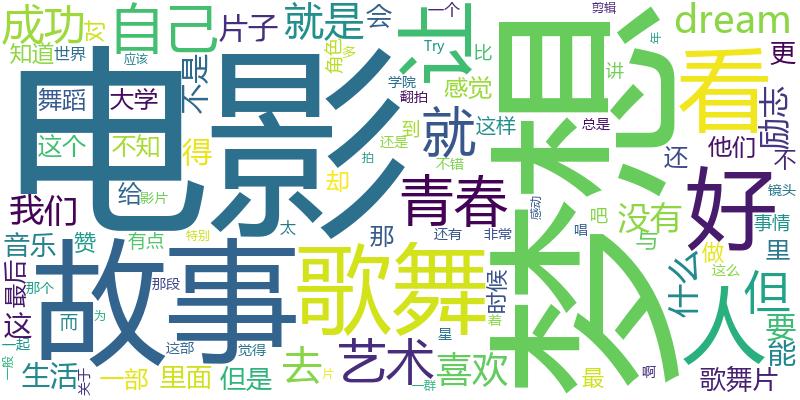 电影
梦想
故事
歌舞
好
看
人
让
就
自己
青春
艺术
成功
就是
dream
但
片子
会
对
知道
世界
应该
不是
角色
多
一个
Try
比
剪辑
更
励志
舞蹈
大学
感觉
学院
翻拍
讲
年
总是
他们
不
这个
不知
得
到
还是
这样
不错
拍
还
镜头
我们
给
影片
却
没有
吧
感动
与
事情
音乐
赞
有点
特别
太
那
还有
非常
唱
做
里
最后
这
那个
那段
时候
什么
这么
要
能
而
为
这部
觉得
着
星
一般
起
生活
关于
一部
里面
但是
去
片
一群
喜欢
最
啊
歌舞片